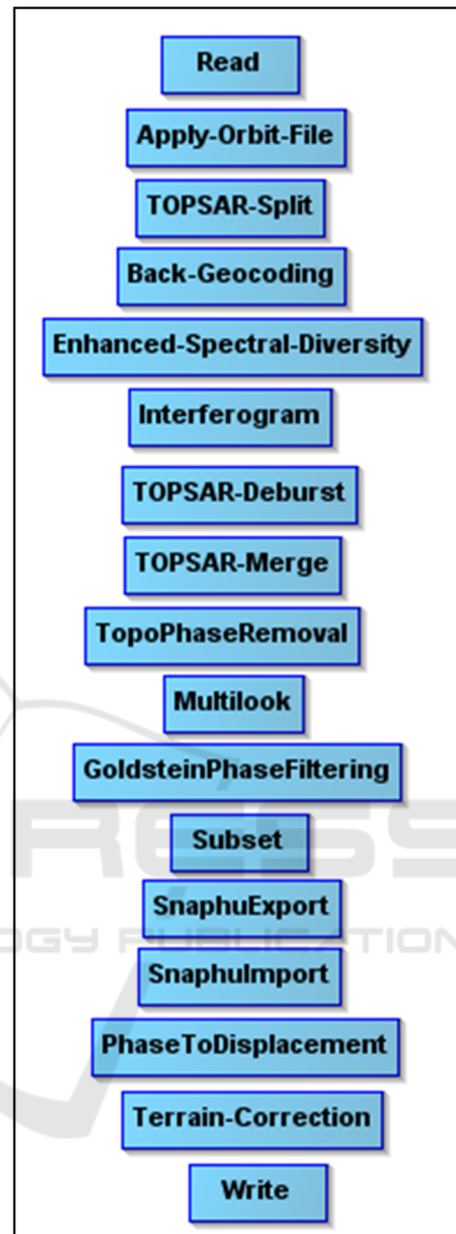 Read
Apply-Orbit-File
TOPSAR-Split
Back-Geocoding
Enhanced-Spectral-Diversity
Interferogram
TOPSAR-Deburst
TOPSAR-Merge
TopoPhaseRemoval
Multilook
GoldsteinPhaseFiltering
Subset
SnaphuExport
SnaphuImport
PhaseToDisplacement
Terrain-Correction
Write